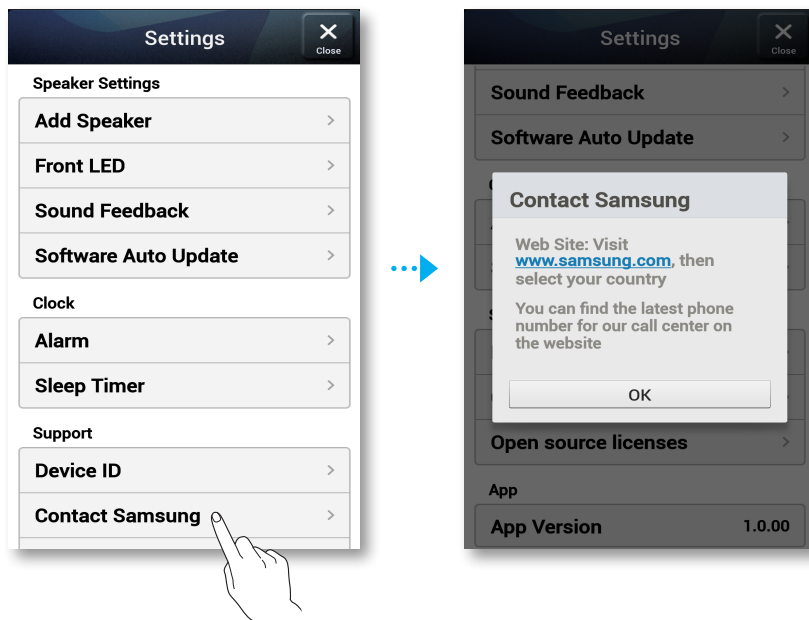 Settings
Close
Speaker Settings
Add Speaker
Front LED
Sound Feedback
Software Auto Update
Clock
Alarm
Sleep Timer
Support
Device ID
Contact Samsung
Settings
Close
Sound Feedback
Software Auto Update
Contact Samsung
Web Site: Visit
www.samsung.com, then
select your country
You can find the latest phone
number for our call center on
the website
OK
Open source licenses
App
App Version 1.0.00